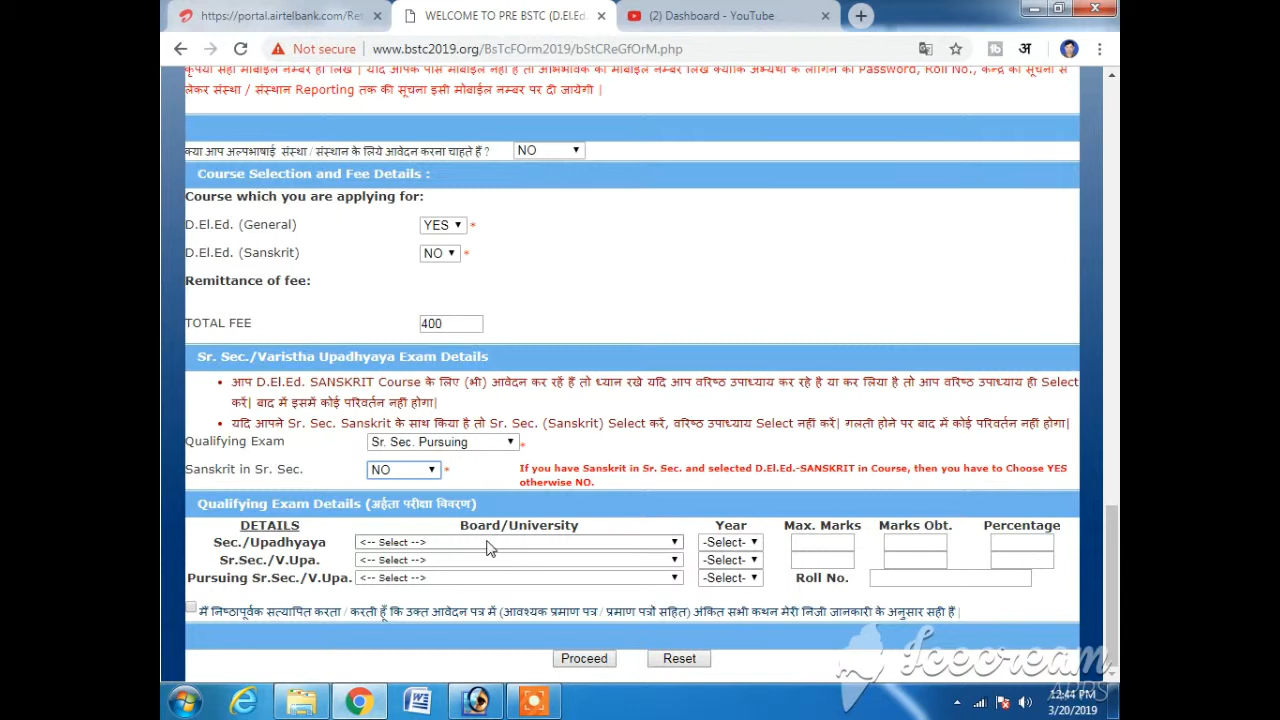 https://portal.airtelbank.com/Ret
WELCOME TO PRE BSTC (D.El.Ed.
(2) Dashboard - YouTube
Not secure
www.bstc2019.org/BsTcFOrm2019/bStCReGfOrM.php
कृपया सही मोबाईल नम्बर ही लिखें | यदि आपके पास मोबाईल नही है तो अभिभावक का मोबाईल नम्बर लिखें क्योंकि अभ्यर्थी के लॉगिन का Password, Roll No., केन्द्र की सूचना से
लेकर संस्था / संस्थान Reporting तक की सूचना इसी मोबाईल नम्बर पर दी जायेगी |
क्या आप अल्पभाषाई संस्था / संस्थान के लिये आवेदन करना चाहते हैं ? NO
Course Selection and Fee Details :
Course which you are applying for:
D.El.Ed. (General) YES *
D.El.Ed. (Sanskrit) NO *
Remittance of fee:
TOTAL FEE 400
Sr. Sec./Varistha Upadhyaya Exam Details
• आप D.El.Ed. SANSKRIT Course के लिए (भी) आवेदन कर रहें हैं तो ध्यान रखे यदि आप वरिष्ठ उपाध्याय कर रहे है या कर लिया है तो आप वरिष्ठ उपाध्याय ही Select
करें| बाद में इसमें कोई परिवर्तन नहीं होगा|
• यदि आपने Sr. Sec. Sanskrit के साथ किया है तो Sr. Sec. (Sanskrit) Select करें, वरिष्ठ उपाध्याय Select नहीं करें| गलती होने पर बाद में कोई परिवर्तन नहीं होगा|
Qualifying Exam Sr. Sec. Pursuing *
Sanskrit in Sr. Sec. NO * If you have Sanskrit in Sr. Sec. and selected D.El.Ed.-SANSKRIT in Course, then you have to Choose YES
otherwise NO.
Qualifying Exam Details (अर्हता परीक्षा विवरण)
DETAILS Board/University Year Max. Marks Marks Obt. Percentage
Sec./Upadhyaya <-- Select --> -Select-
Sr.Sec./V.Upa. <-- Select --> -Select-
Pursuing Sr.Sec./V.Upa. <-- Select --> -Select- Roll No.
मैं निष्ठापूर्वक सत्यापित करता / करती हूँ कि उक्त आवेदन पत्र में (आवश्यक प्रमाण पत्र / प्रमाण पत्रों सहित) अंकित सभी कथन मेरी निजी जानकारी के अनुसार सही हैं |
Proceed Reset
Icecream
APPS
12:44 PM
3/20/2019